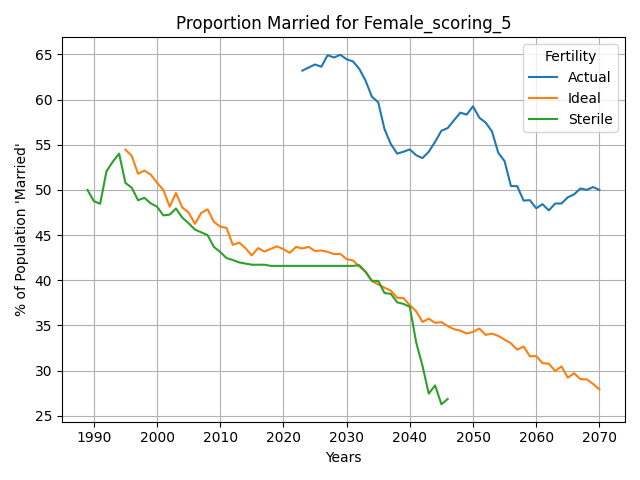 Proportion Married for Female_scoring_5
% of Population 'Married'
65
60
55
50
45
40
35
30
25
1990
2000
2010
2020
2030
2040
2050
2060
2070
Years
Fertility
Actual
Ideal
Sterile